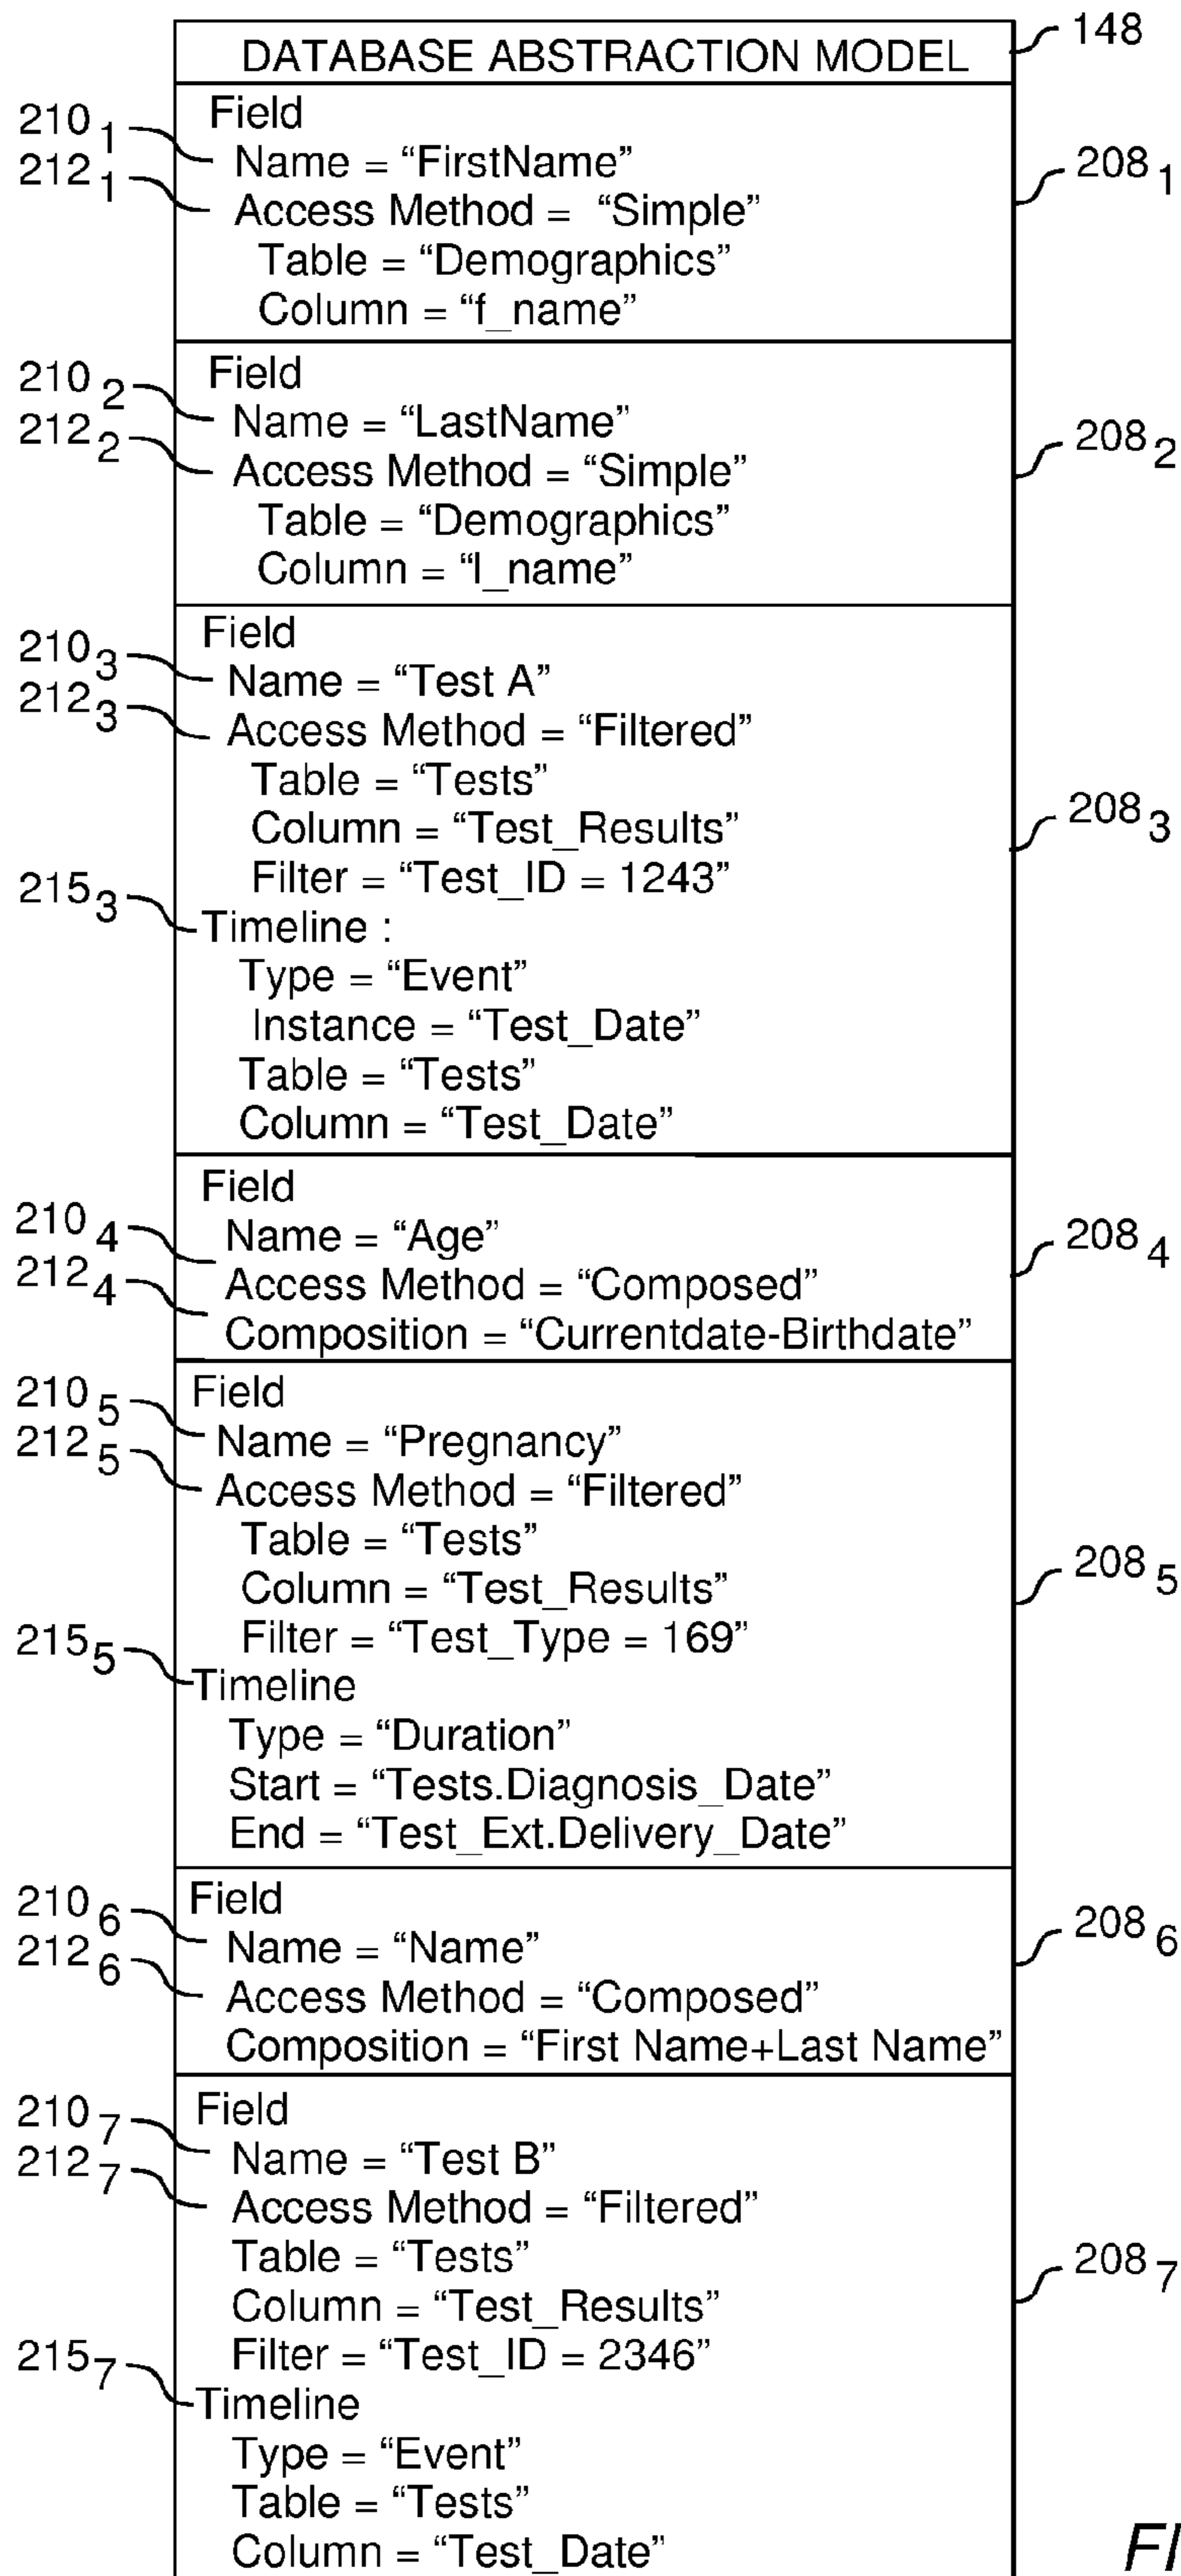 148
DATABASE ABSTRACTION MODEL
Field
210 1
Name = “FirstName”
212 1
208 1
Access Method = “Simple”
Table = “Demographics”
Column = “f_name”
Field
210 2
Name = “LastName”
212 2
208 2
Access Method = “Simple”
Table = “Demographics”
Column = “l_name”
Field
210 3
Name = “Test A”
212 3
Access Method = “Filtered”
Table = “Tests”
208 3
Column = “Test_Results”
Filter = “Test_ID = 1243”
215 3
Timeline :
Type = “Event”
Instance = “Test_Date”
Table = “Tests”
Column = “Test_Date”
Field
210 4
Name = “Age”
208 4
212 4
Access Method = “Composed”
Composition = “Currentdate-Birthdate”
Field
210 5
Name = “Pregnancy”
212 5
Access Method = “Filtered”
Table = “Tests”
208 5
Column = “Test_Results”
Filter = “Test_Type = 169”
215 5
Timeline
Type = “Duration”
Start = “Tests.Diagnosis_Date”
End = “Test_Ext.Delivery_Date”
Field
210 6
Name = “Name”
208 6
212 6
Access Method = “Composed”
Composition = “First Name+Last Name”
Field
210 7
Name = “Test B”
212 7
Access Method = “Filtered”
Table = “Tests”
208 7
Column = “Test_Results”
Filter = “Test_ID = 2346”
215 7
Timeline
Type = “Event”
Table = “Tests”
Column = “Test_Date”